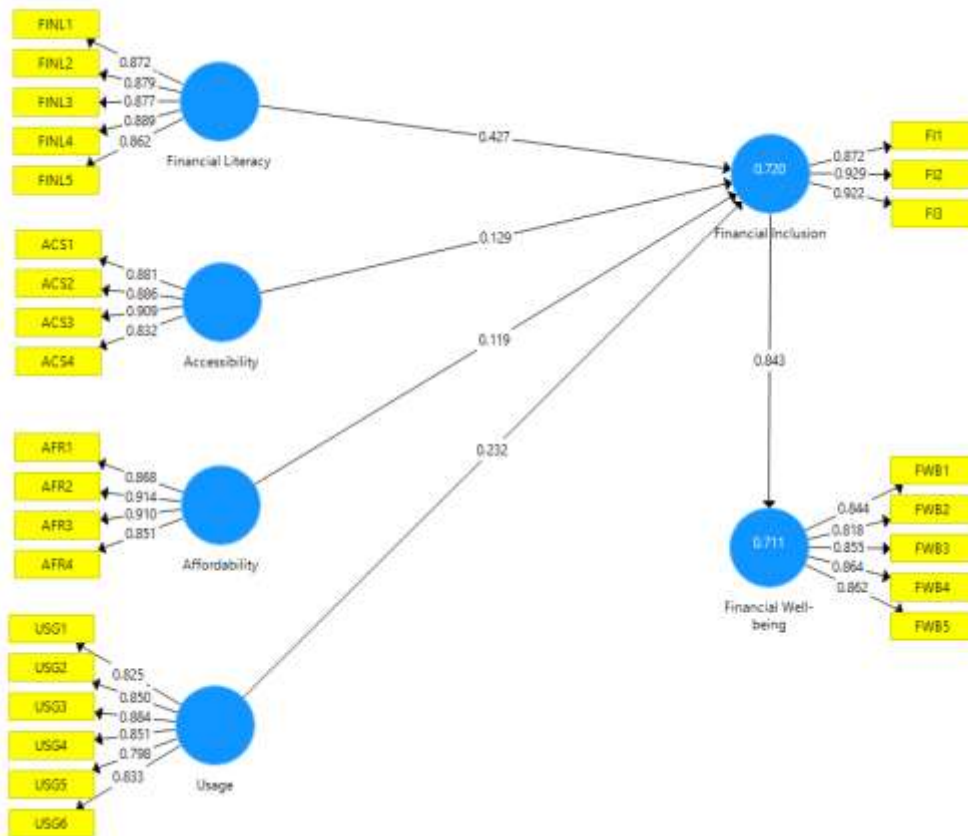 FINL1
FINL2
FINL3
FINL4
FINL5
0.872
0.879
0.877
0.889
0.862
Financial Literacy
0.427
ACS1
ACS2
ACS3
ACS4
0.881
0.886
0.909
0.832
Accessibility
0.129
AFR1
AFR2
AFR3
AFR4
0.868
0.914
0.910
0.851
Affordability
0.119
USG1
USG2
USG3
USG4
USG5
USG6
0.825
0.850
0.884
0.851
0.798
0.833
Usage
0.232
0.720
Financial Inclusion
0.872
0.929
0.922
FI1
FI2
FI3
0.843
0.711
Financial Well-
being
0.844
0.818
0.855
0.864
0.862
FWB1
FWB2
FWB3
FWB4
FWB5